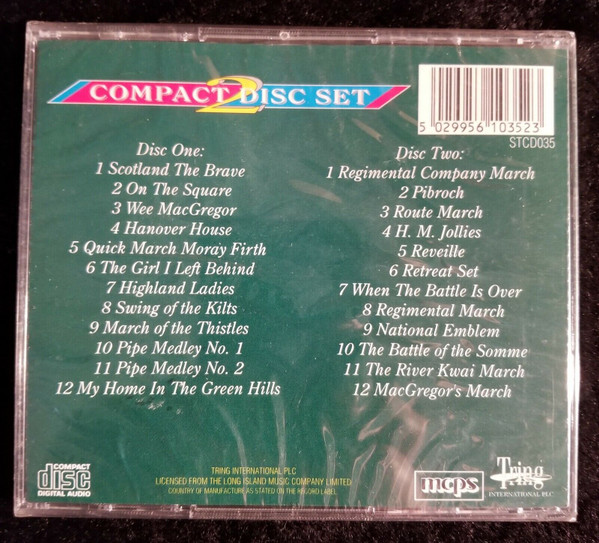 COMPACT 2 DISC SET
5 029956 103523
STCD035
Disc One:
1 Scotland The Brave
2 On The Square
3 Wee MacGregor
4 Hanover House
5 Quick March Moray Firth
6 The Girl I Left Behind
7 Highland Ladies
8 Swing of the Kilts
9 March of the Thistles
10 Pipe Medley No. 1
11 Pipe Medley No. 2
12 My Home In The Green Hills
Disc Two:
1 Regimental Company March
2 Pibroch
3 Route March
4 H. M. Jollies
5 Reveille
6 Retreat Set
7 When The Battle Is Over
8 Regimental March
9 National Emblem
10 The Battle of the Somme
11 The River Kwai March
12 MacGregor's March
COMPACT
disc
DIGITAL AUDIO
TRING INTERNATIONAL PLC
LICENSED FROM THE LONG ISLAND MUSIC COMPANY LIMITED
COUNTRY OF MANUFACTURE AS STATED ON THE RECORD LABEL
mcps
Tring
INTERNATIONAL PLC